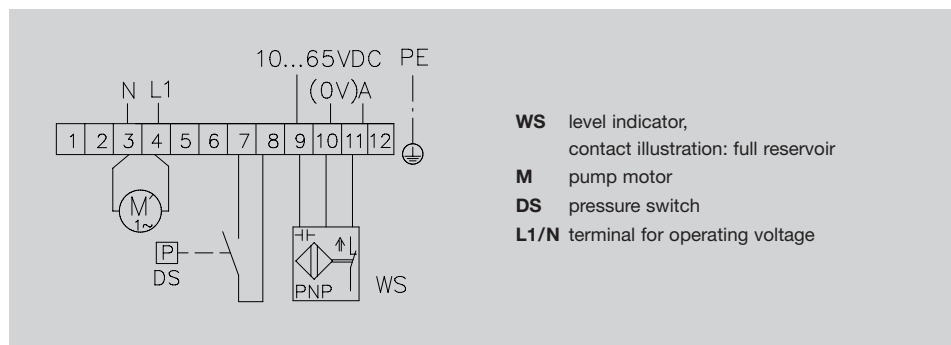 10...65VDC PE
N L1 (0V)A
1 2 3 4 5 6 7 8 9 10 11 12
M
1~
P
DS
PNP WS
WS level indicator,
contact illustration: full reservoir
M pump motor
DS pressure switch
L1/N terminal for operating voltage